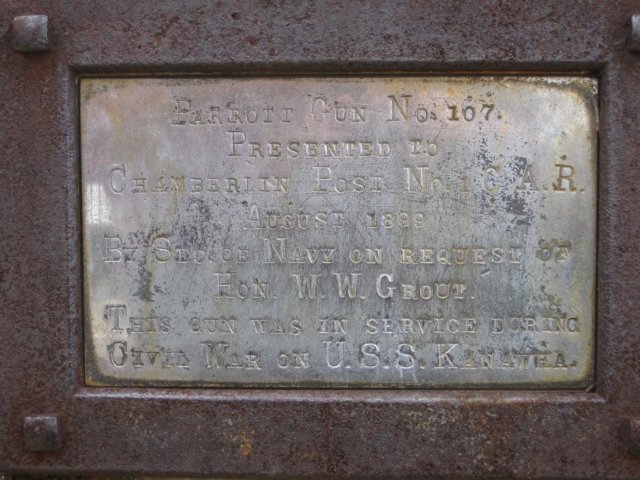 Parrott Gun No. 107.
Presented to
Chamberlin Post No. 1 G.A.R.
August 1899
By Sec. of Navy on request of
Hon. W. W. Grout.
This gun was in service during
Civil War on U.S.S. Kanawha.